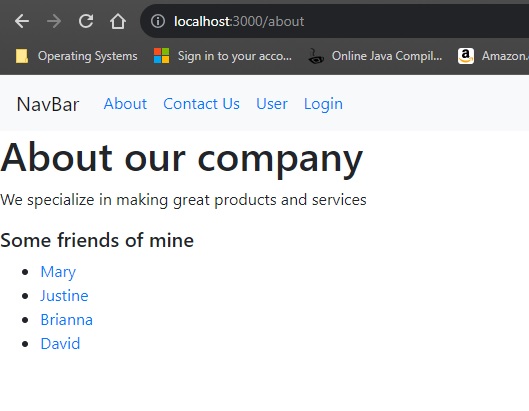 localhost:3000/about
Operating Systems Sign in to your acco... Online Java Compil... Amazon.
NavBar About Contact Us User Login
About our company
We specialize in making great products and services
Some friends of mine
Mary
Justine
Brianna
David